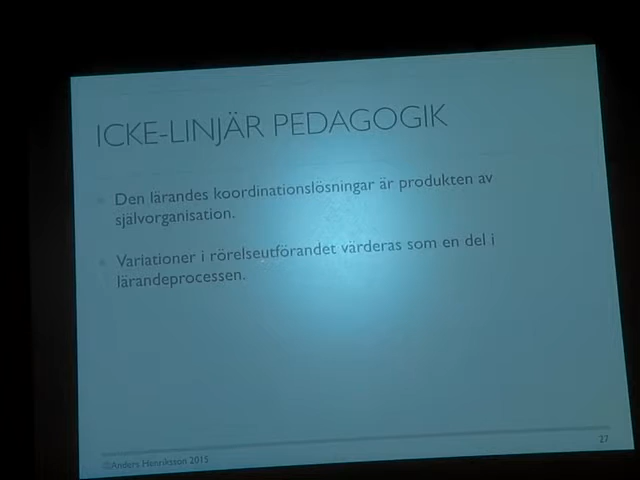 ICKE-LINJÄR PEDAGOGIK
Den lärandes koordinationslösningar är produkten av
självorganisation.
Variationer i rörelseutförandet värderas som en del i
lärandeprocessen.
©Anders Henriksson 2015
27